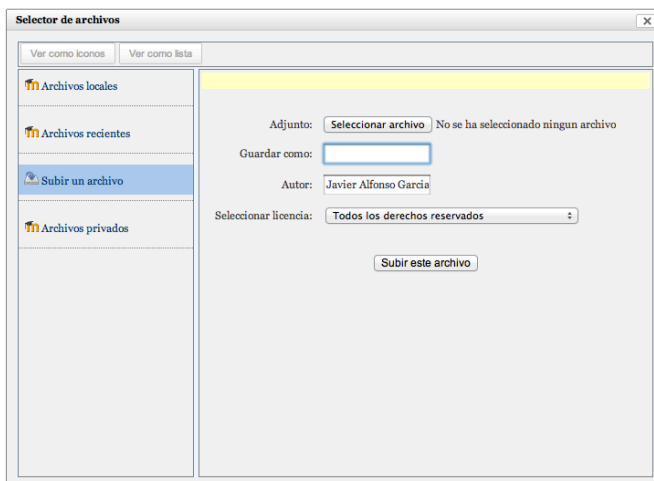 Selector de archivos
Ver como iconos Ver como lista
Archivos locales
Archivos recientes
Subir un archivo
Archivos privados
Adjunto: Seleccionar archivo No se ha seleccionado ningun archivo
Guardar como:
Autor: Javier Alfonso Garcia
Seleccionar licencia: Todos los derechos reservados
Subir este archivo